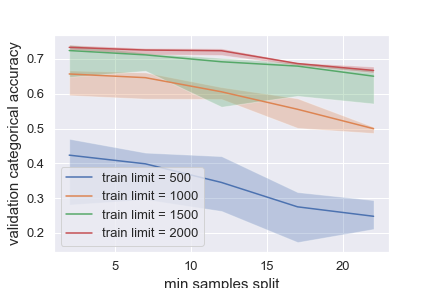 validation categorical accuracy
0.7
0.6
0.5
0.4
0.3
0.2
train limit = 500
train limit = 1000
train limit = 1500
train limit = 2000
5
10
15
20
min samples split